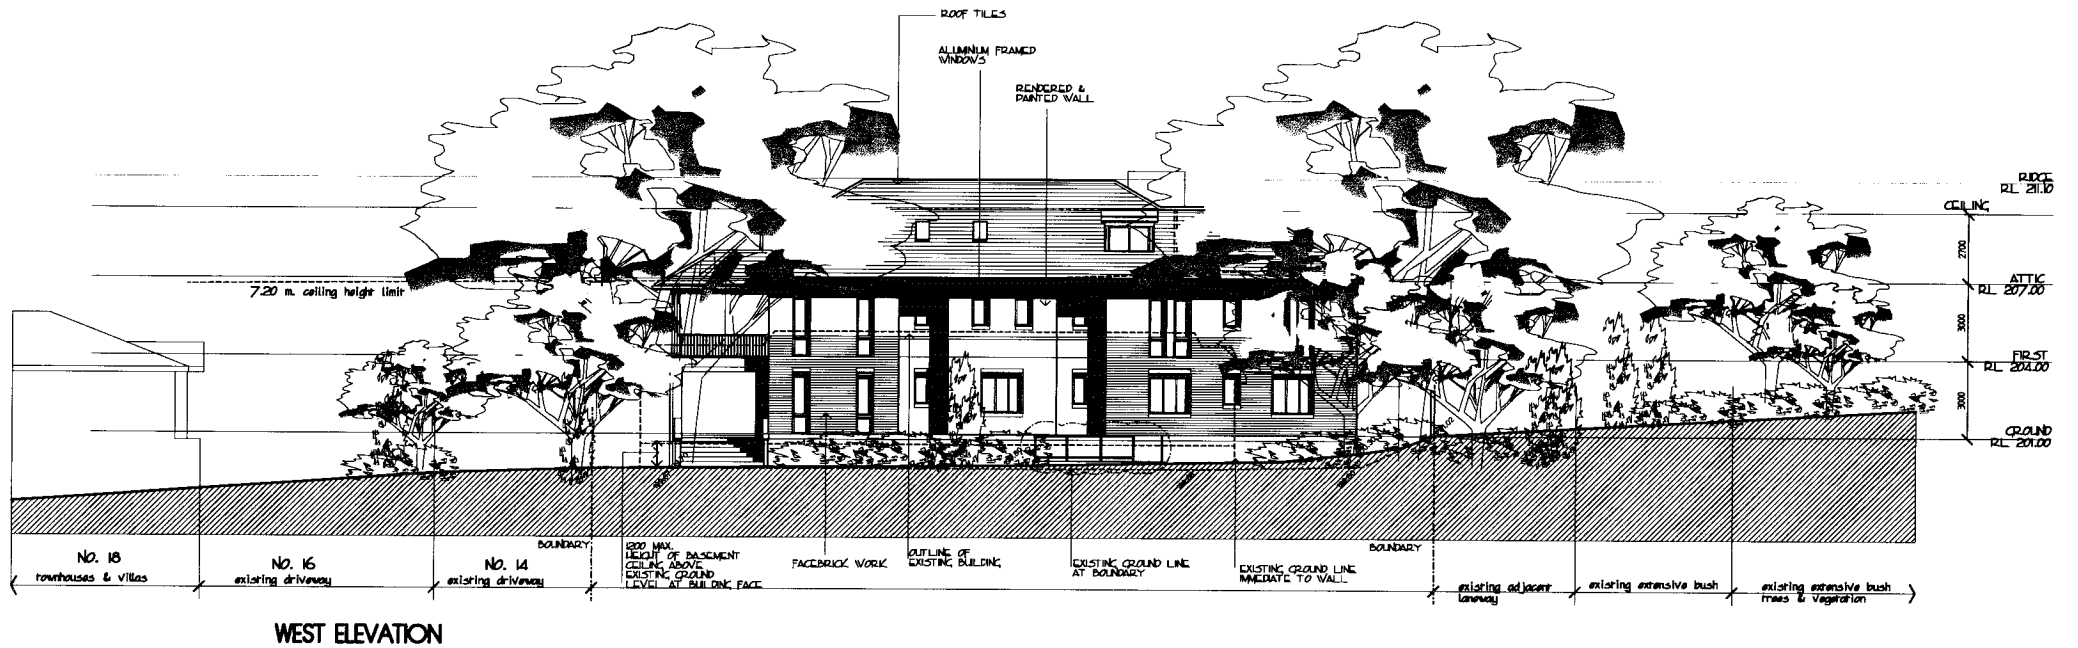 ROOF TILES
ALUMINIUM FRAMED
WINDOWS
RENDERED &
PAINTED WALL
RIDGE
RL 211.10
CEILING
2700
7.20 m. ceiling height limit
ATTIC
RL 207.00
3000
FIRST
RL 204.00
3000
GROUND
RL 201.00
NO. 18
townhouses & villas
NO. 16
existing driveway
NO. 14
existing driveway
BOUNDARY
1200 MAX.
HEIGHT OF BASEMENT
CEILING ABOVE
EXISTING GROUND
LEVEL AT BUILDING FACE
FACEBRICK WORK
OUTLINE OF
EXISTING BUILDING
EXISTING GROUND LINE
AT BOUNDARY
EXISTING GROUND LINE
IMMEDIATE TO WALL
BOUNDARY
existing adjacent
laneway
existing extensive bush
existing extensive bush
trees & vegetation
WEST ELEVATION